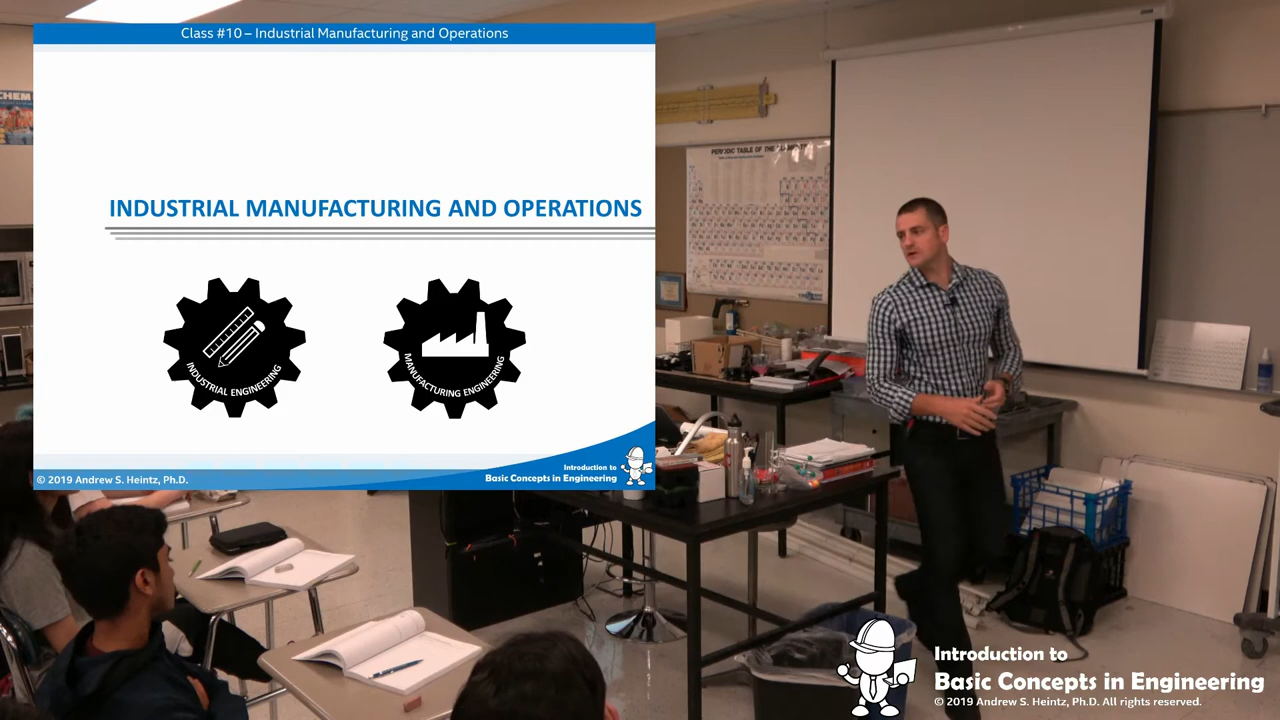 Class #10 – Industrial Manufacturing and Operations
INDUSTRIAL MANUFACTURING AND OPERATIONS
INDUSTRIAL ENGINEERING
MANUFACTURING ENGINEERING
© 2019 Andrew S. Heintz, Ph.D.
Introduction to
Basic Concepts in Engineering
CHEM
PERIODIC TABLE OF THE ELEMENTS
Introduction to
Basic Concepts in Engineering
© 2019 Andrew S. Heintz, Ph.D. All rights reserved.